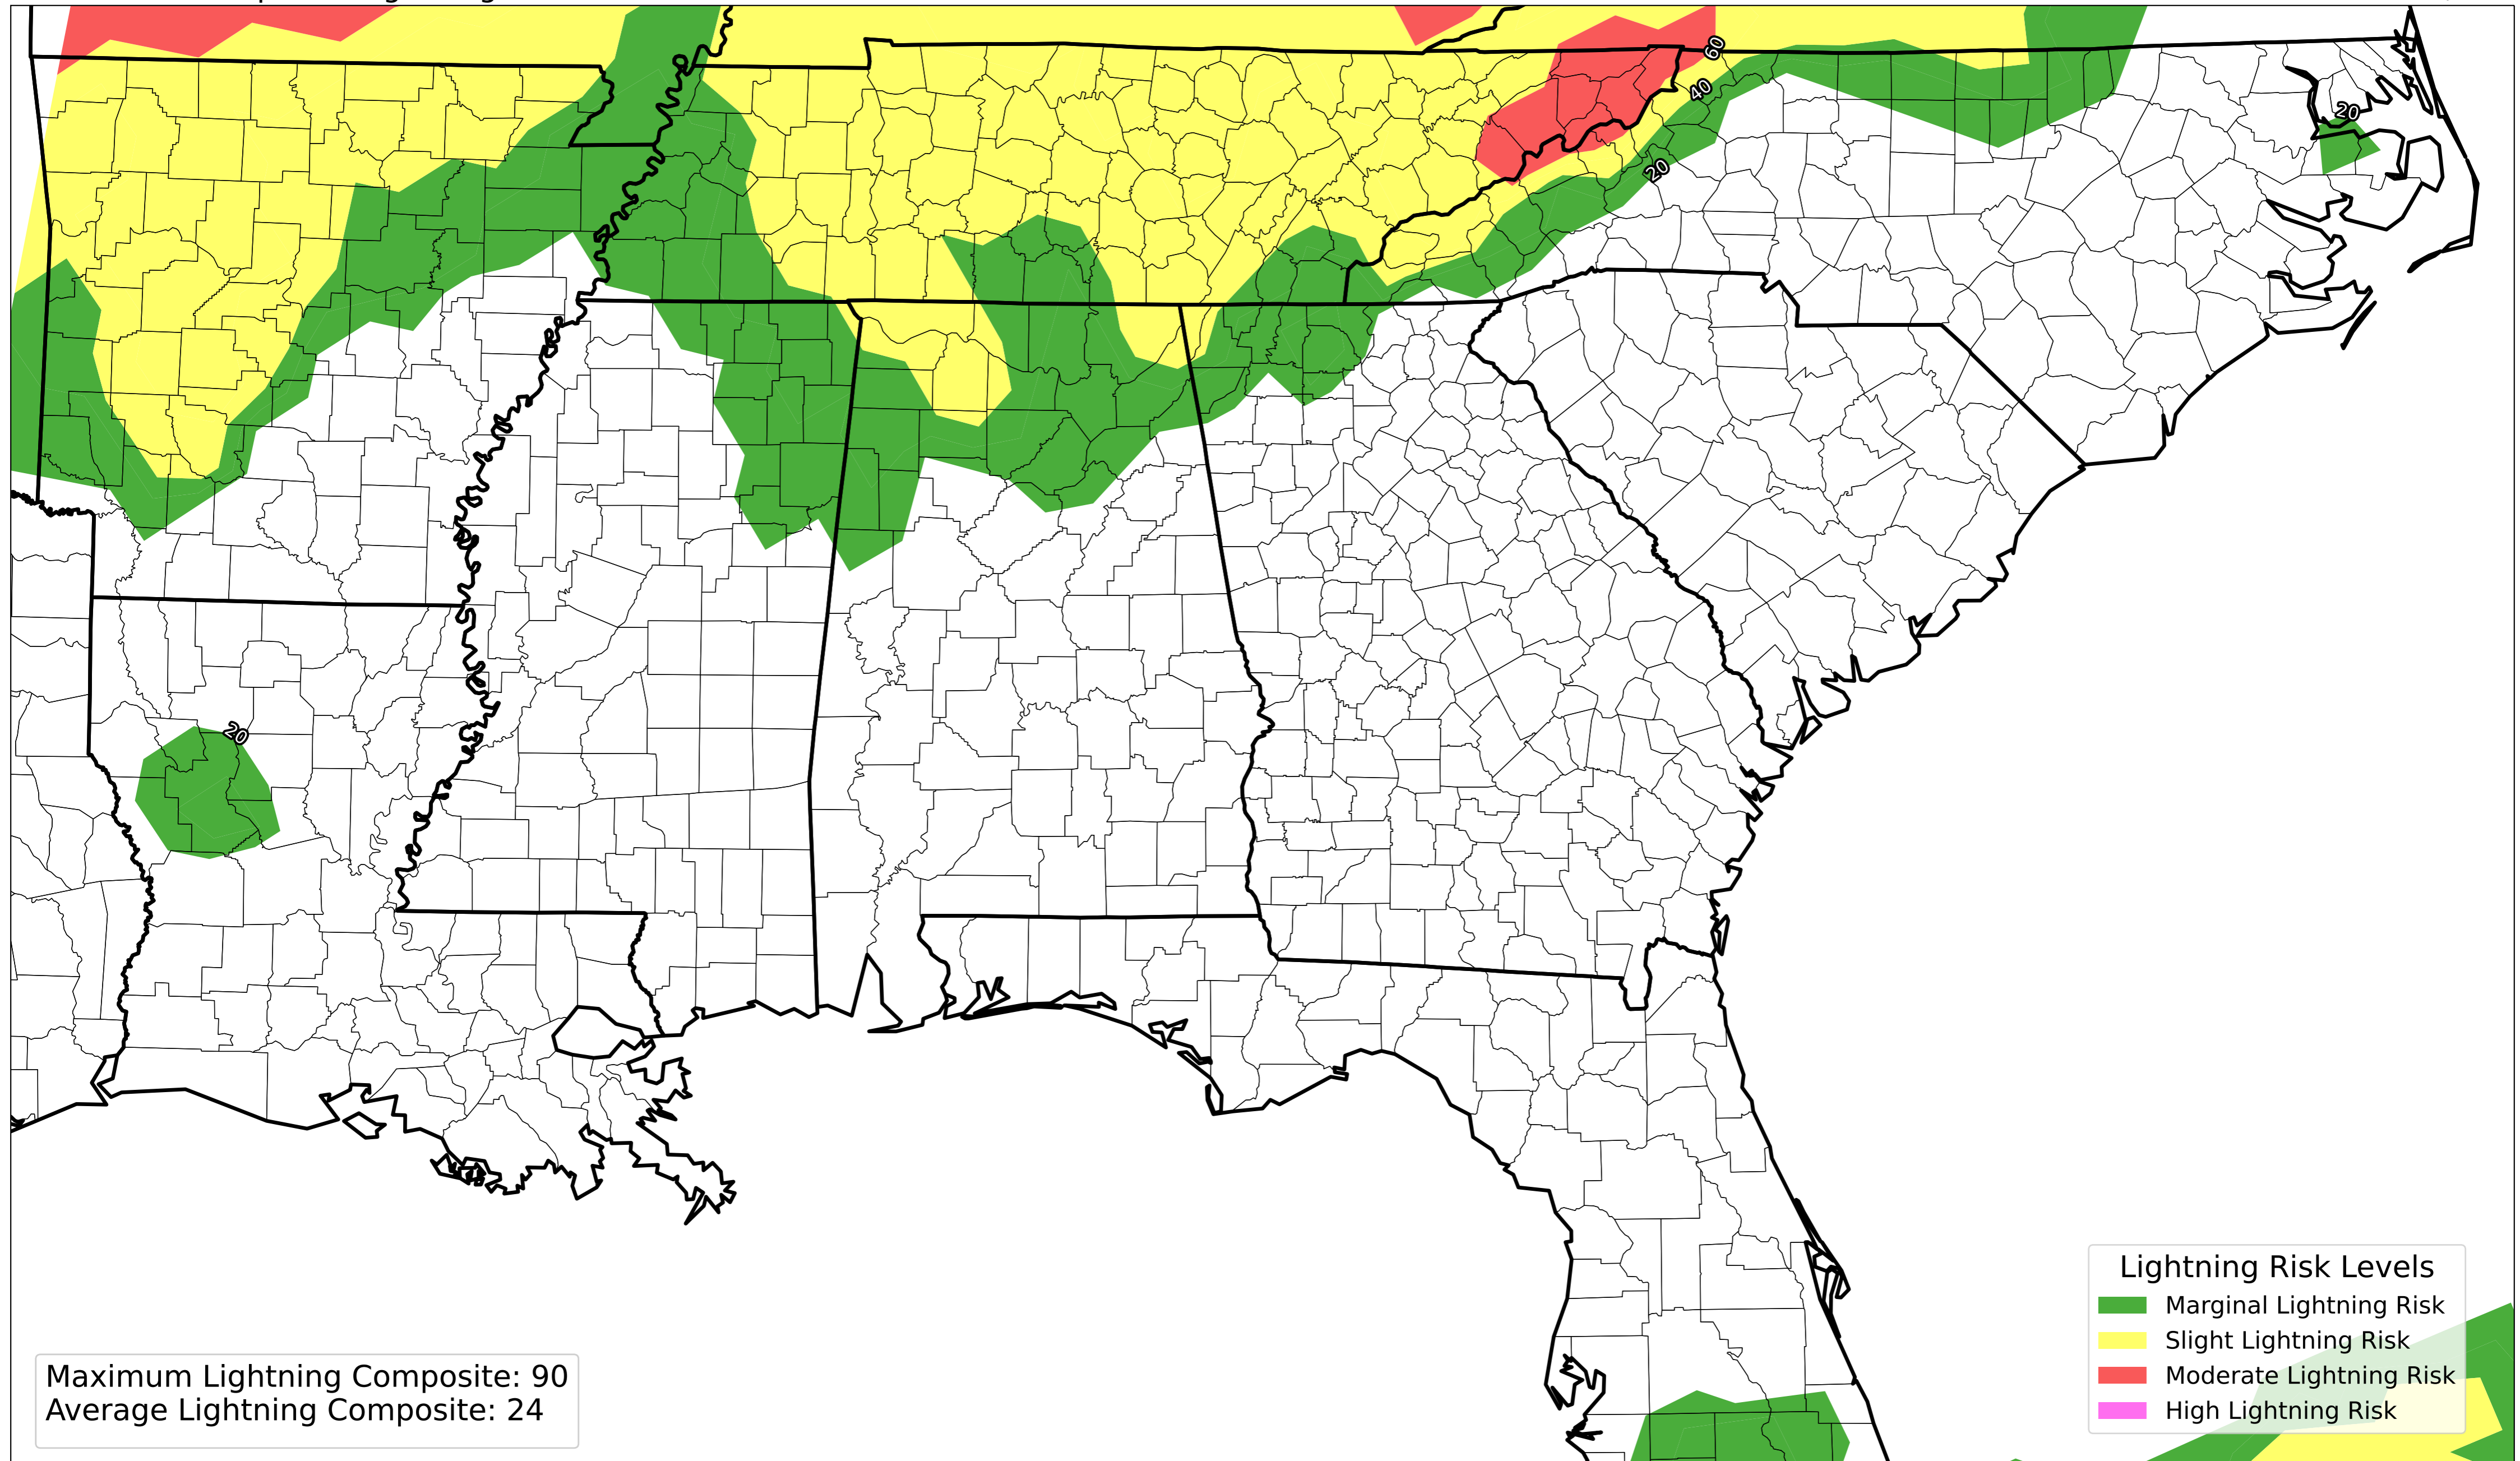 60
40
20
20
20
Lightning Risk Levels
Marginal Lightning Risk
Slight Lightning Risk
Moderate Lightning Risk
High Lightning Risk
Maximum Lightning Composite: 90
Average Lightning Composite: 24